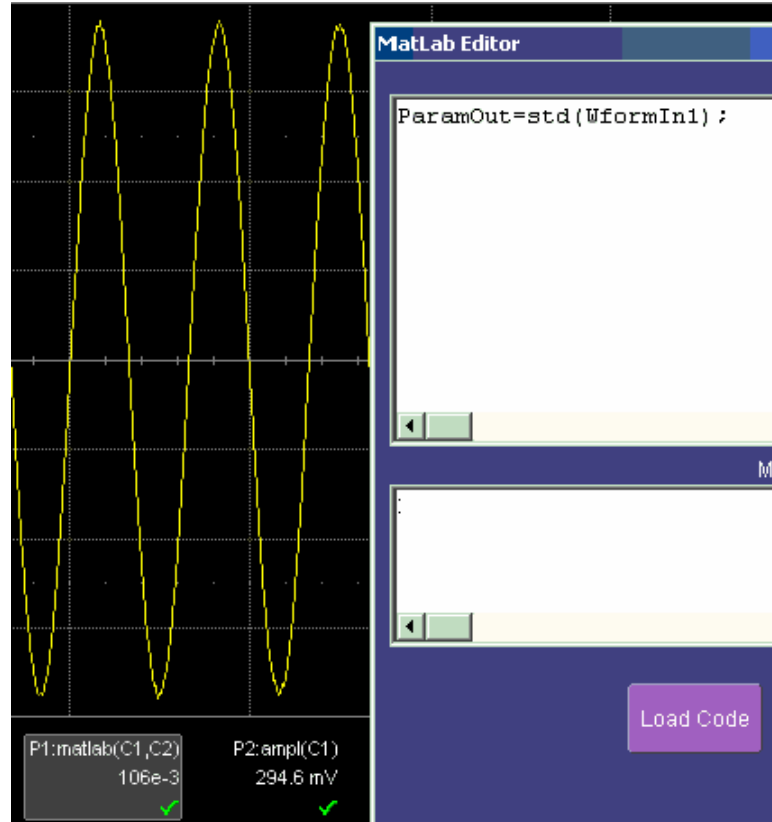 MatLab Editor
ParamOut=std(WformIn1);
M
Load Code
P1:matlab(C1,C2)
106e-3
P2:ampl(C1)
294.6 mV